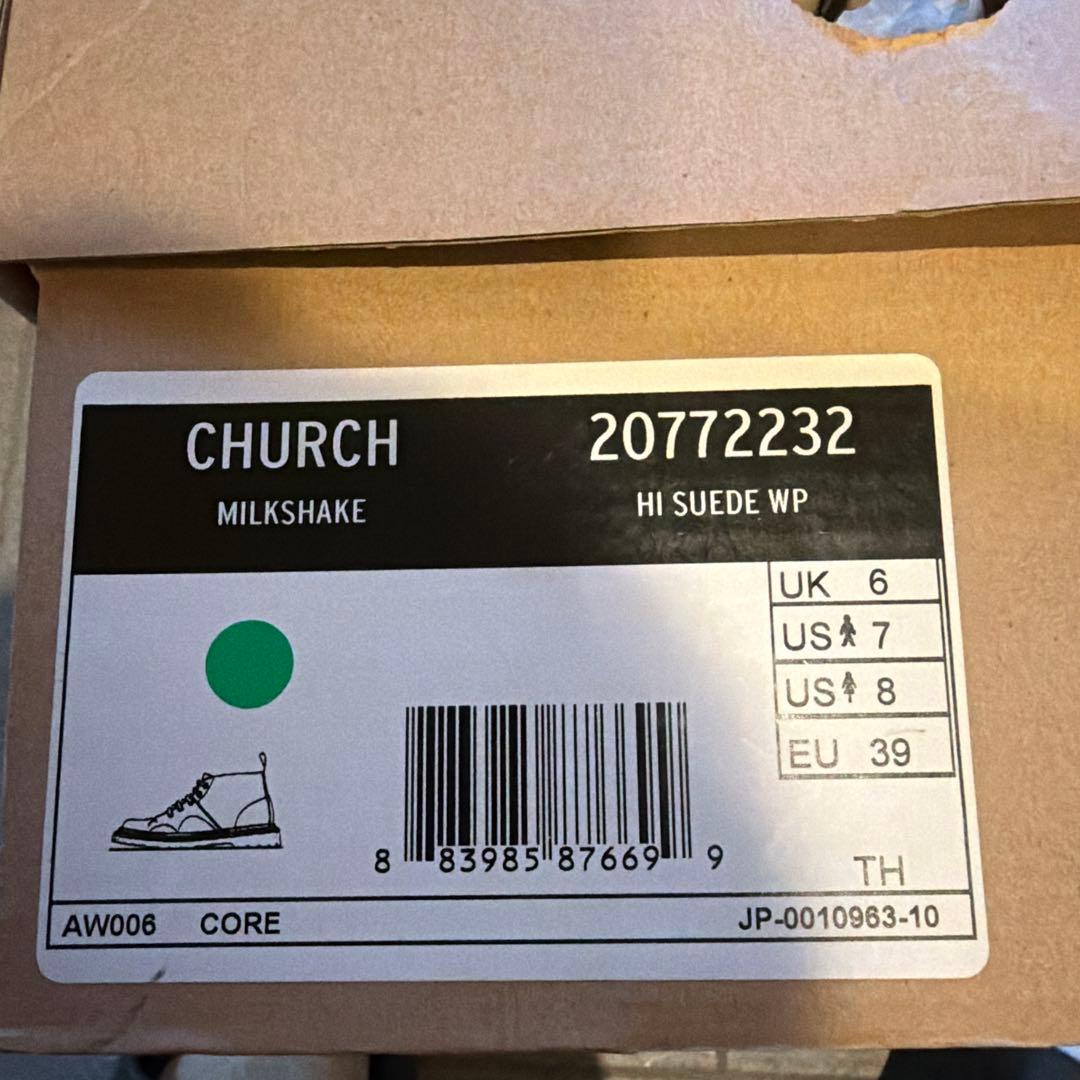 CHURCH 20772232
MILKSHAKE HI SUEDE WP
UK 6
US 7
US 8
EU 39
8 83985 87669 9
TH
AW006 CORE JP-0010963-10